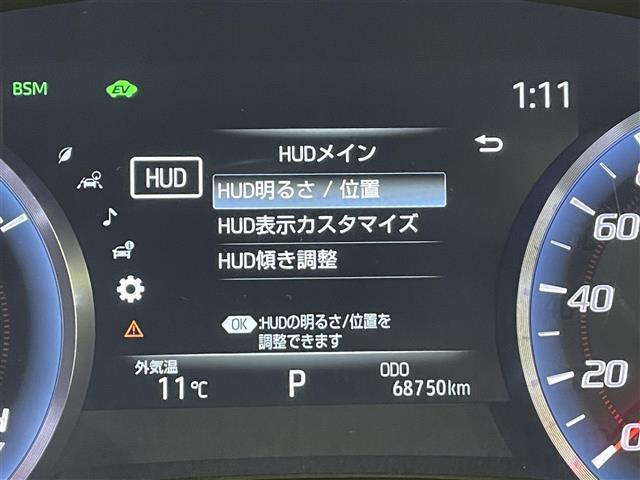 BSM
EV
1:11
HUDメイン
HUD
HUD明るさ / 位置
HUD表示カスタマイズ
HUD傾き調整
OK:HUDの明るさ/位置を
調整できます
外気温
11℃
P
ODO
68750km
60
40
20
0